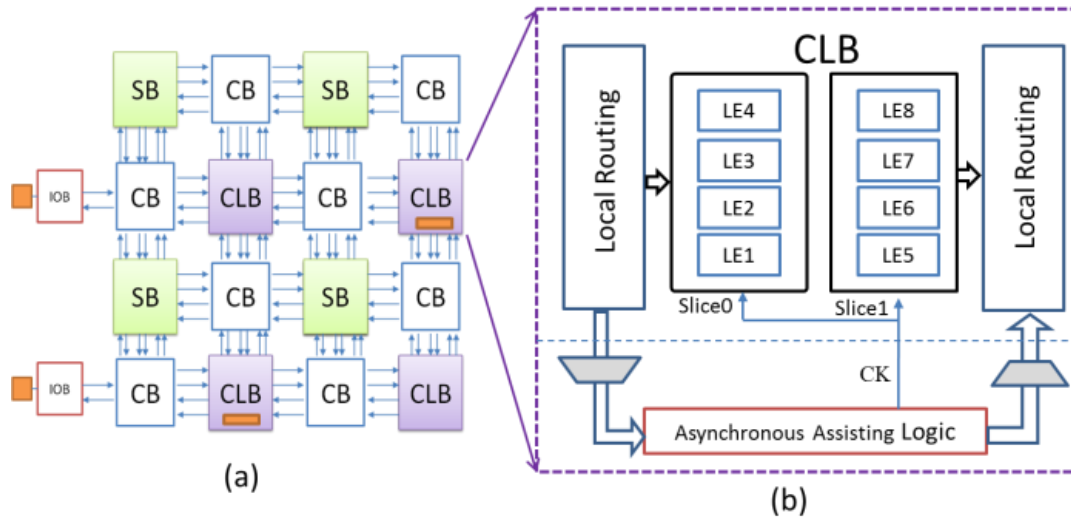 SB CB SB CB
IOB CB CLB CB CLB
SB CB SB CB
IOB CB CLB CB CLB
(a)
CLB
Local Routing
LE4
LE3
LE2
LE1
Slice0
LE8
LE7
LE6
LE5
Slice1
Local Routing
CK
Asynchronous Assisting Logic
(b)